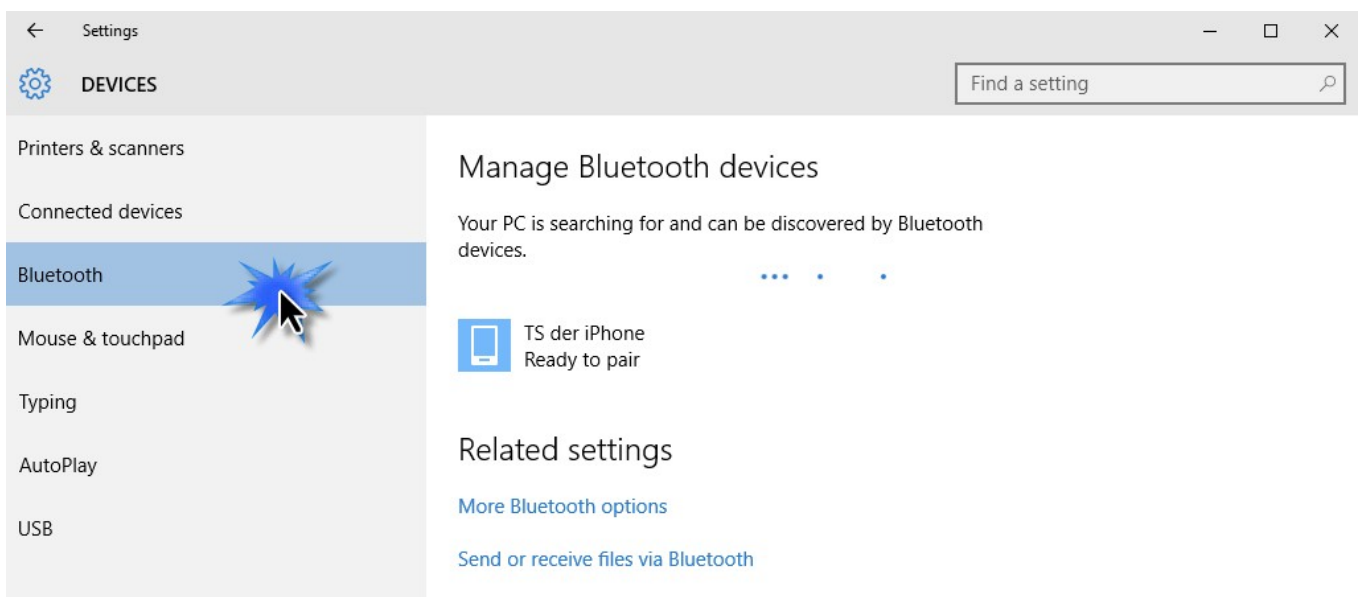 Settings
DEVICES
Find a setting
Printers & scanners
Connected devices
Bluetooth
Mouse & touchpad
Typing
AutoPlay
USB
Manage Bluetooth devices
Your PC is searching for and can be discovered by Bluetooth
devices.
TS der iPhone
Ready to pair
Related settings
More Bluetooth options
Send or receive files via Bluetooth